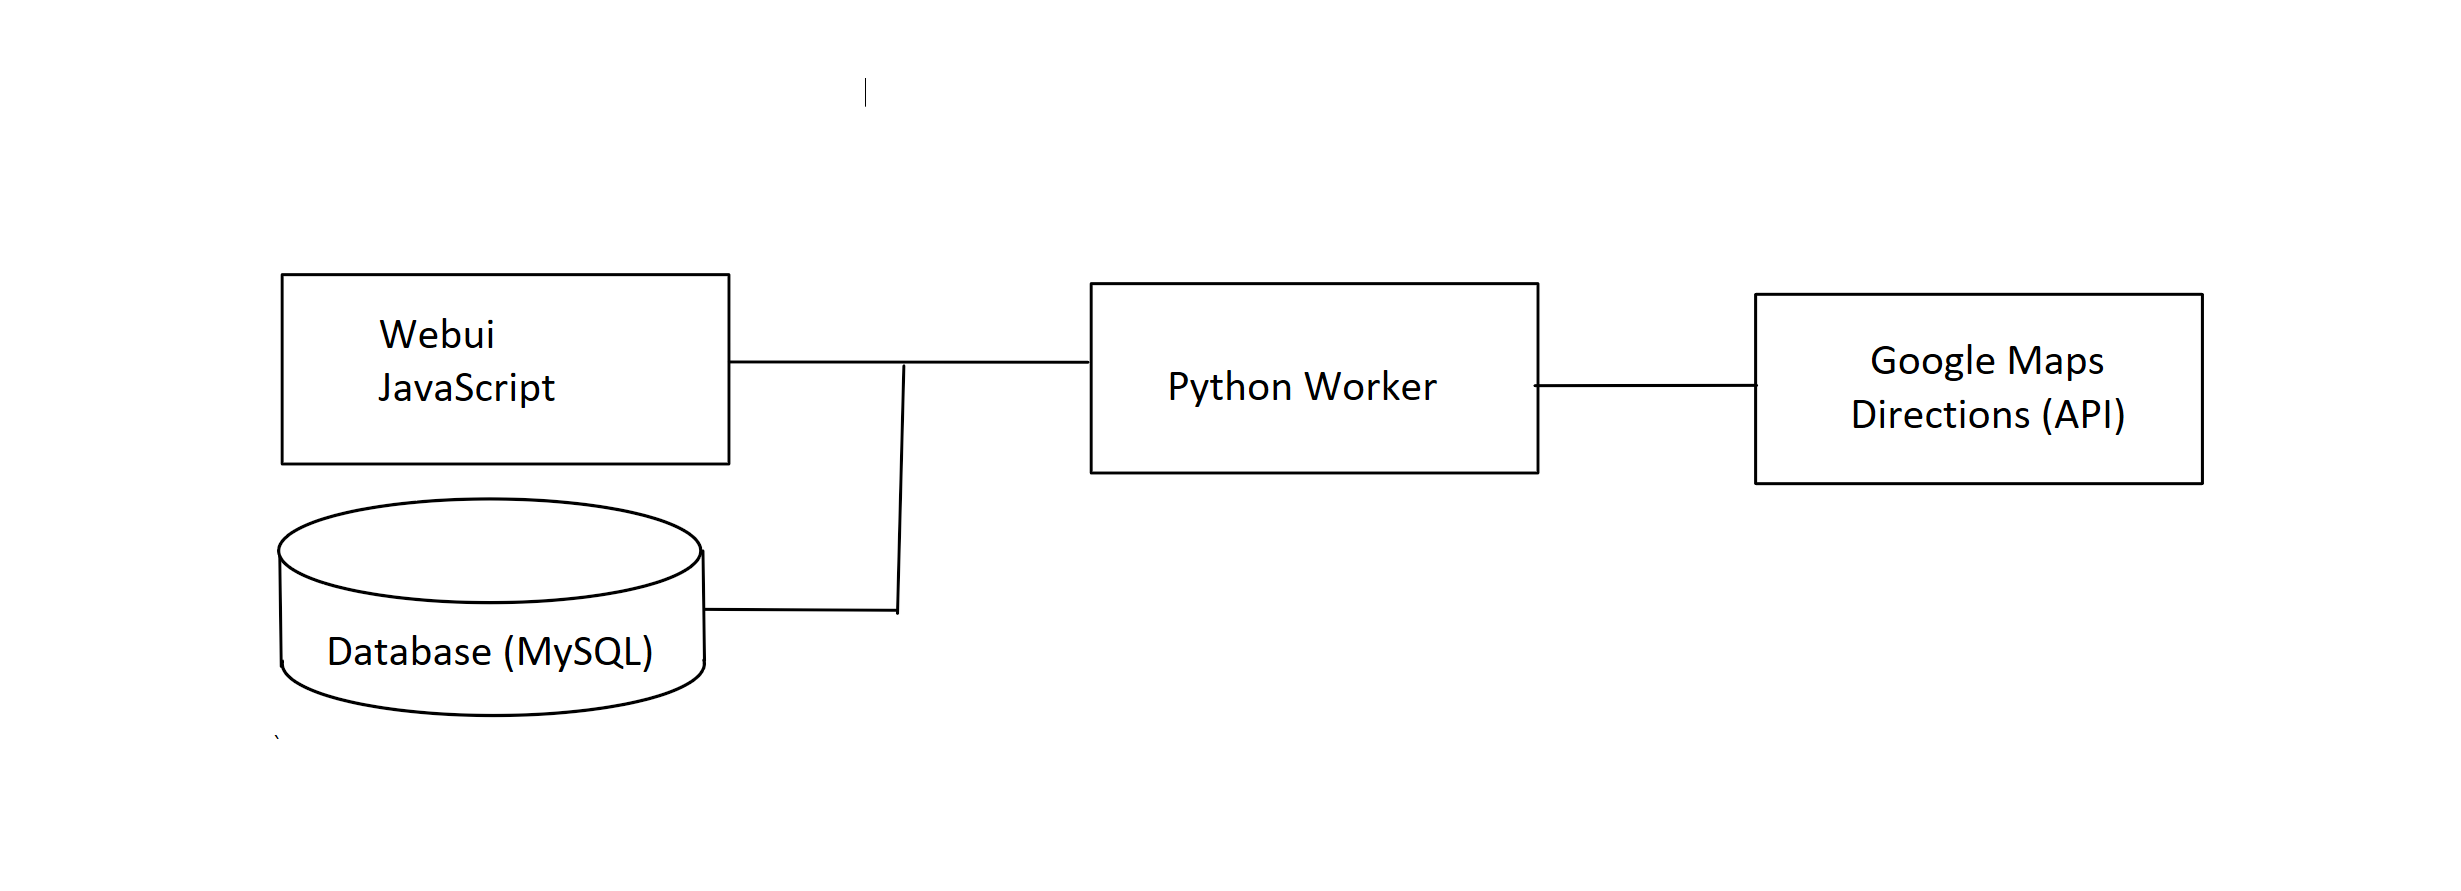 Webui
JavaScript
Python Worker
Google Maps
Directions (API)
Database (MySQL)
`